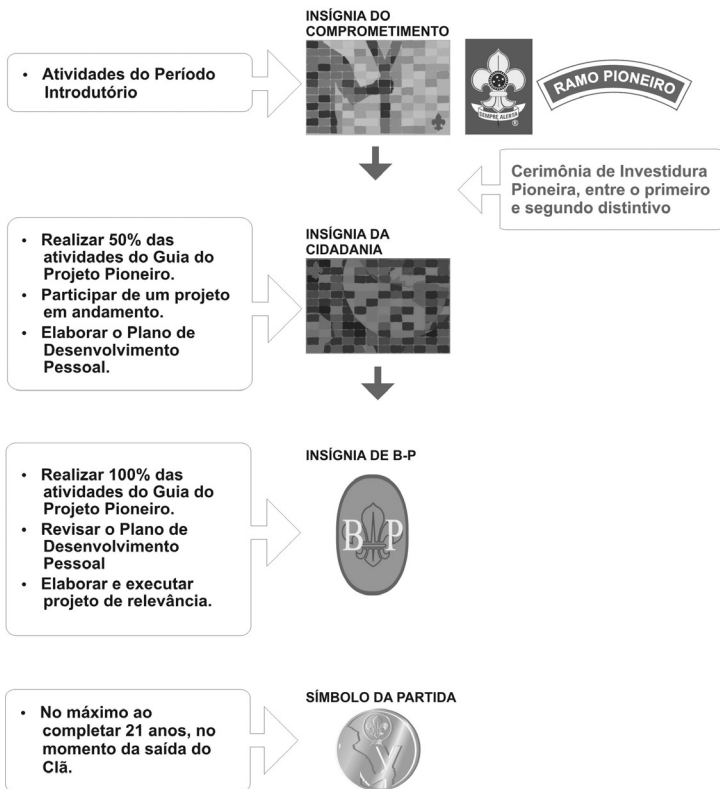 INSÍGNIA DO
COMPROMETIMENTO
• Atividades do Período
Introdutório
SEMPRE ALERTA
®
RAMO PIONEIRO
Cerimônia de Investidura
Pioneira, entre o primeiro
e segundo distintivo
INSÍGNIA DA
CIDADANIA
• Realizar 50% das
atividades do Guia do
Projeto Pioneiro.
• Participar de um projeto
em andamento.
• Elaborar o Plano de
Desenvolvimento
Pessoal.
INSÍGNIA DE B-P
• Realizar 100% das
atividades do Guia do
Projeto Pioneiro.
• Revisar o Plano de
Desenvolvimento
Pessoal
• Elaborar e executar
projeto de relevância.
B P
SÍMBOLO DA PARTIDA
• No máximo ao
completar 21 anos, no
momento da saída do
Clã.